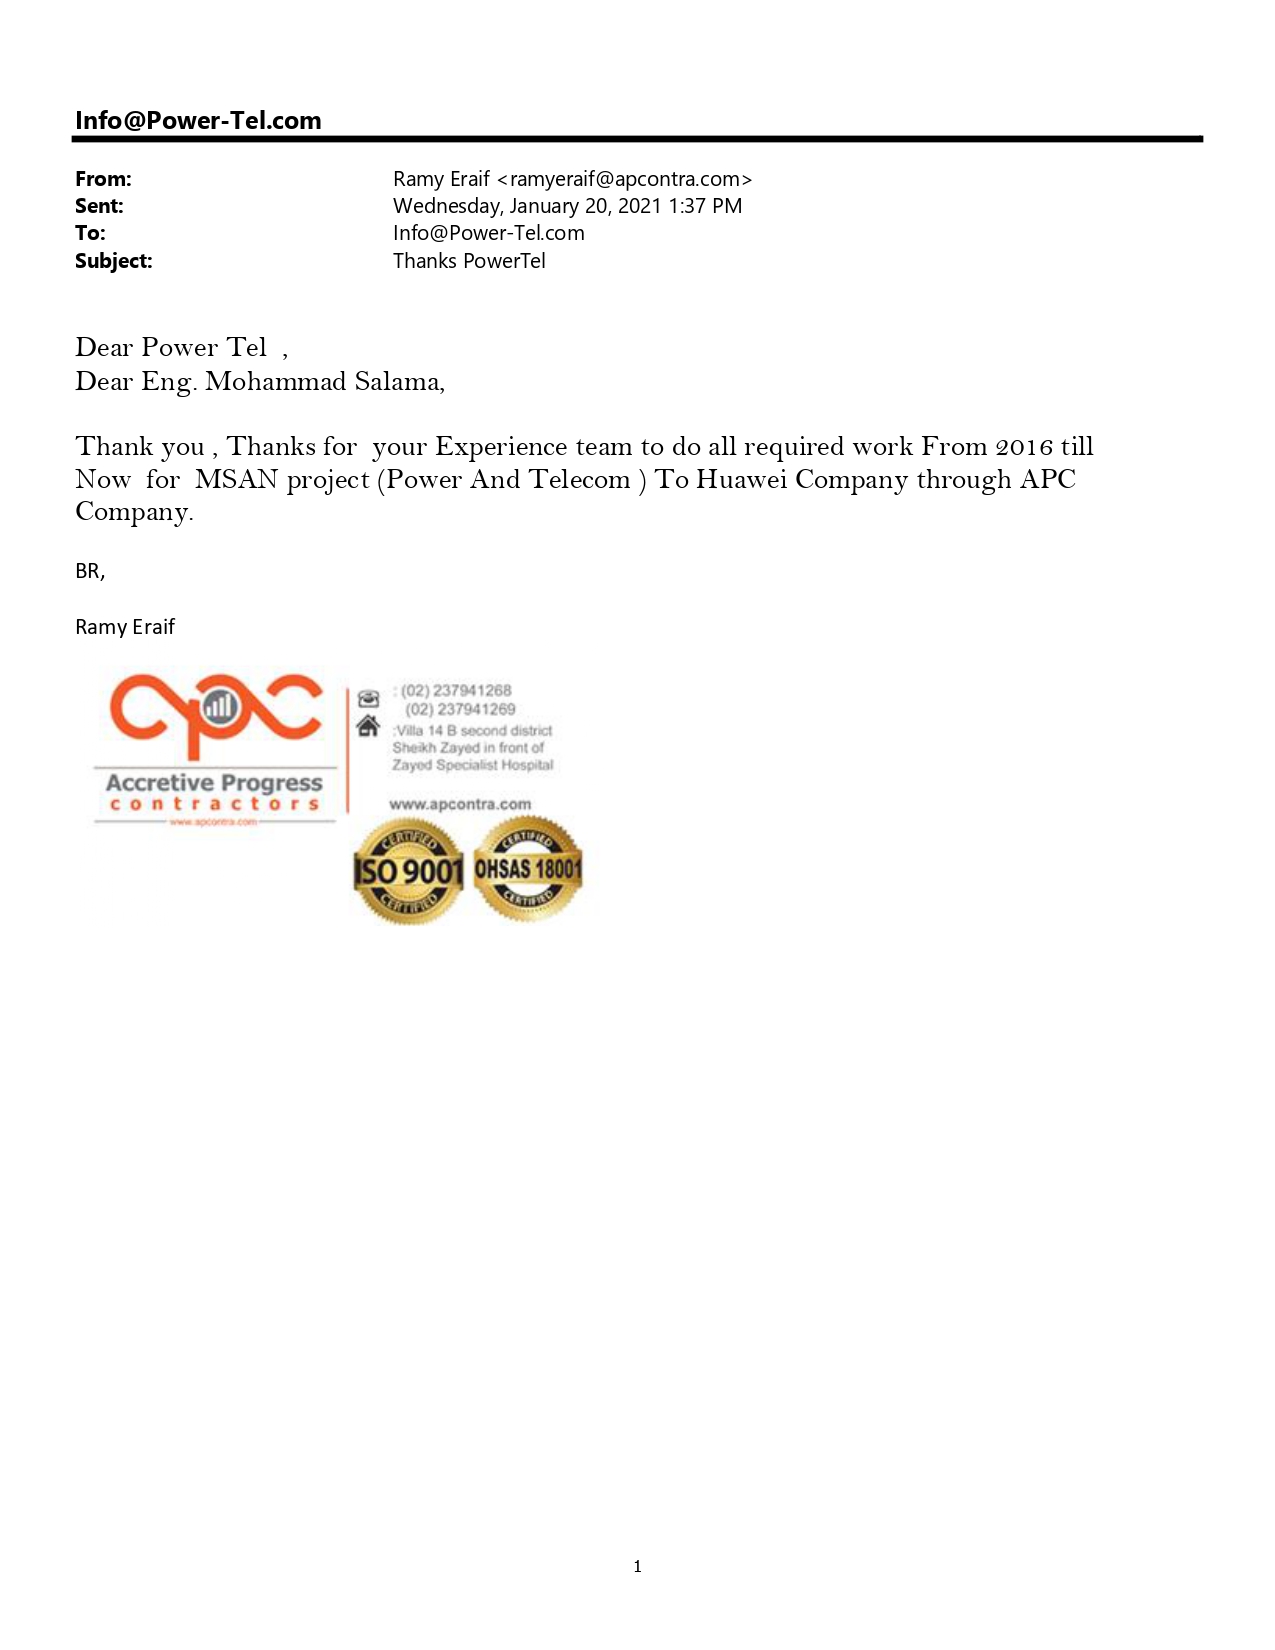 Info@Power-Tel.com
From: Ramy Eraif <ramyeraif@apcontra.com>
Sent: Wednesday, January 20, 2021 1:37 PM
To: Info@Power-Tel.com
Subject: Thanks PowerTel
Dear Power Tel  ,
Dear Eng. Mohammad Salama,
Thank you , Thanks for  your Experience team to do all required work From 2016 till
Now  for  MSAN project (Power And Telecom ) To Huawei Company through APC
Company.
BR,
Ramy Eraif
apc
Accretive Progress
contractors
www.apcontra.com
: (02) 237941268
(02) 237941269
:Villa 14 B second district
Sheikh Zayed in front of
Zayed Specialist Hospital
www.apcontra.com
CERTIFIED
ISO 9001
CERTIFIED
CERTIFIED
OHSAS 18001
CERTIFIED
1